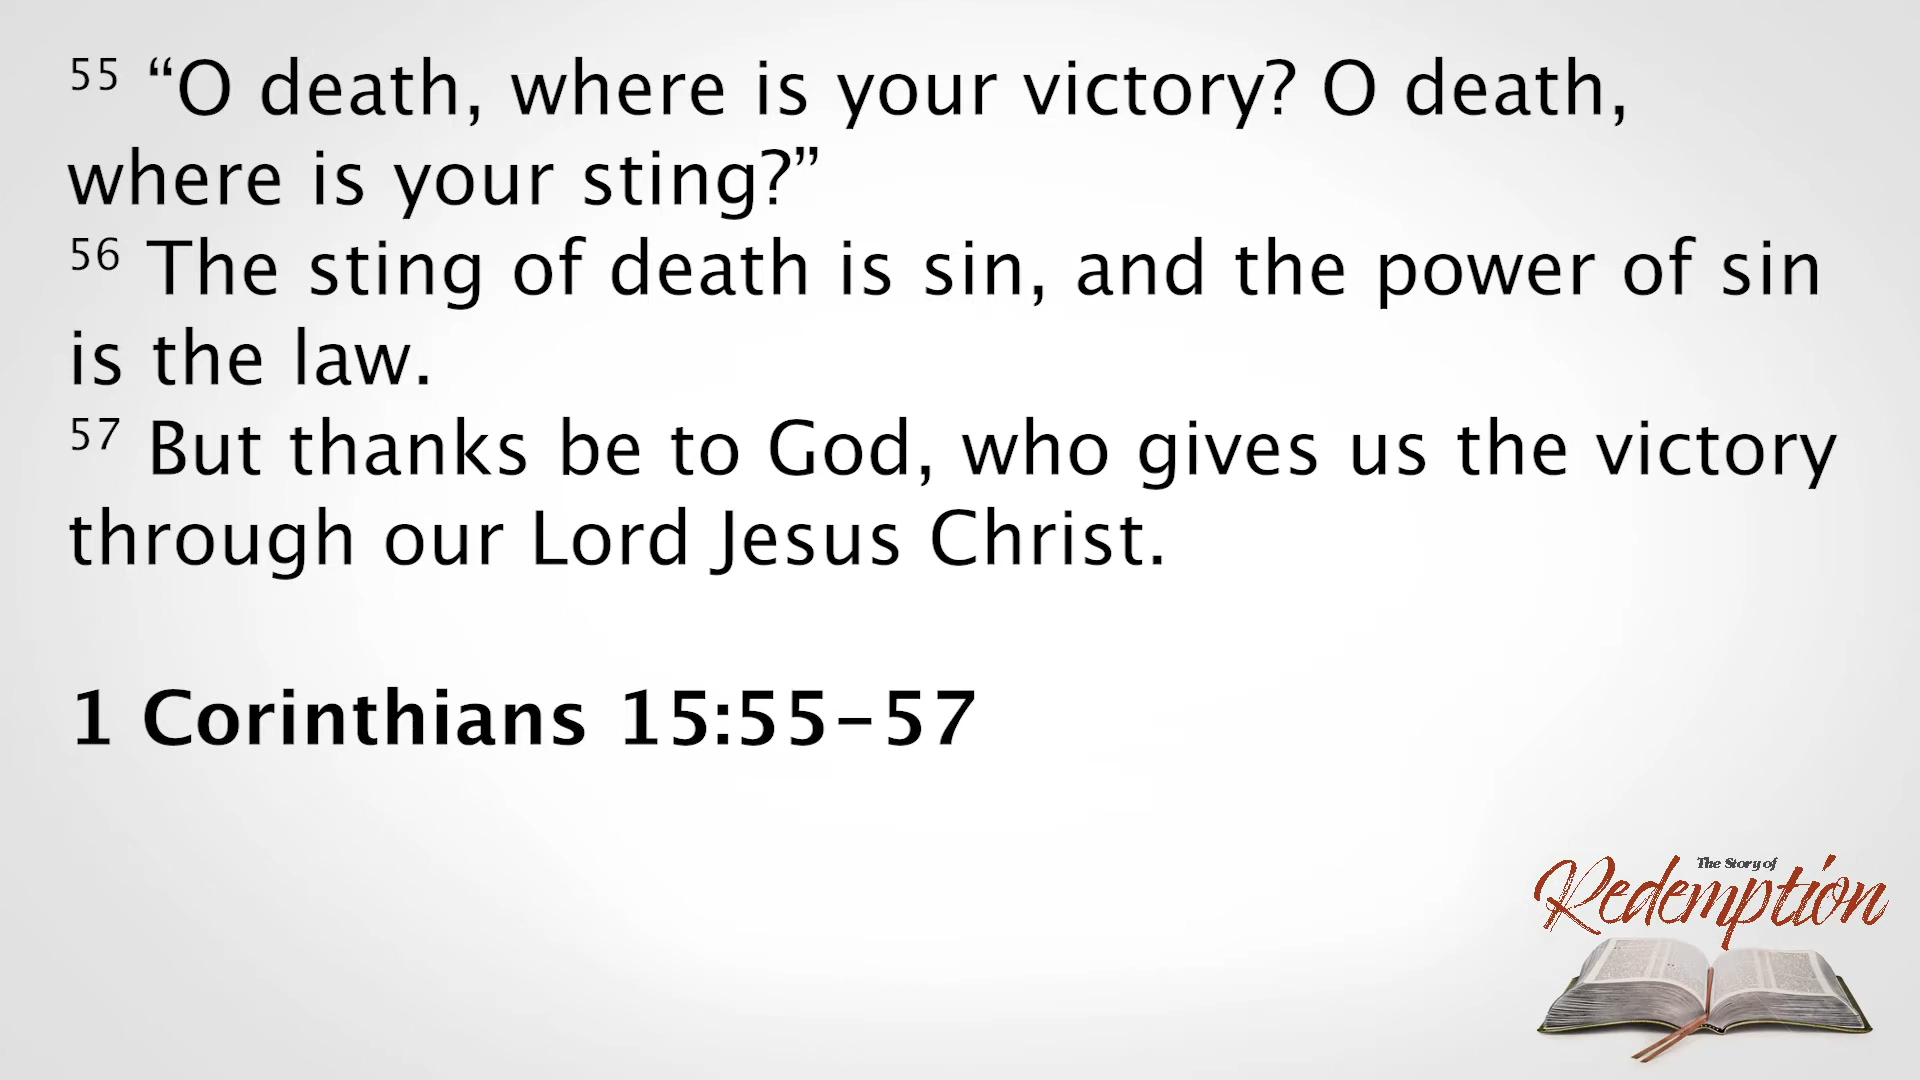 55 “O death, where is your victory? O death,
where is your sting?”
56 The sting of death is sin, and the power of sin
is the law.
57 But thanks be to God, who gives us the victory
through our Lord Jesus Christ.
1 Corinthians 15:55–57
The Story of
Redemption